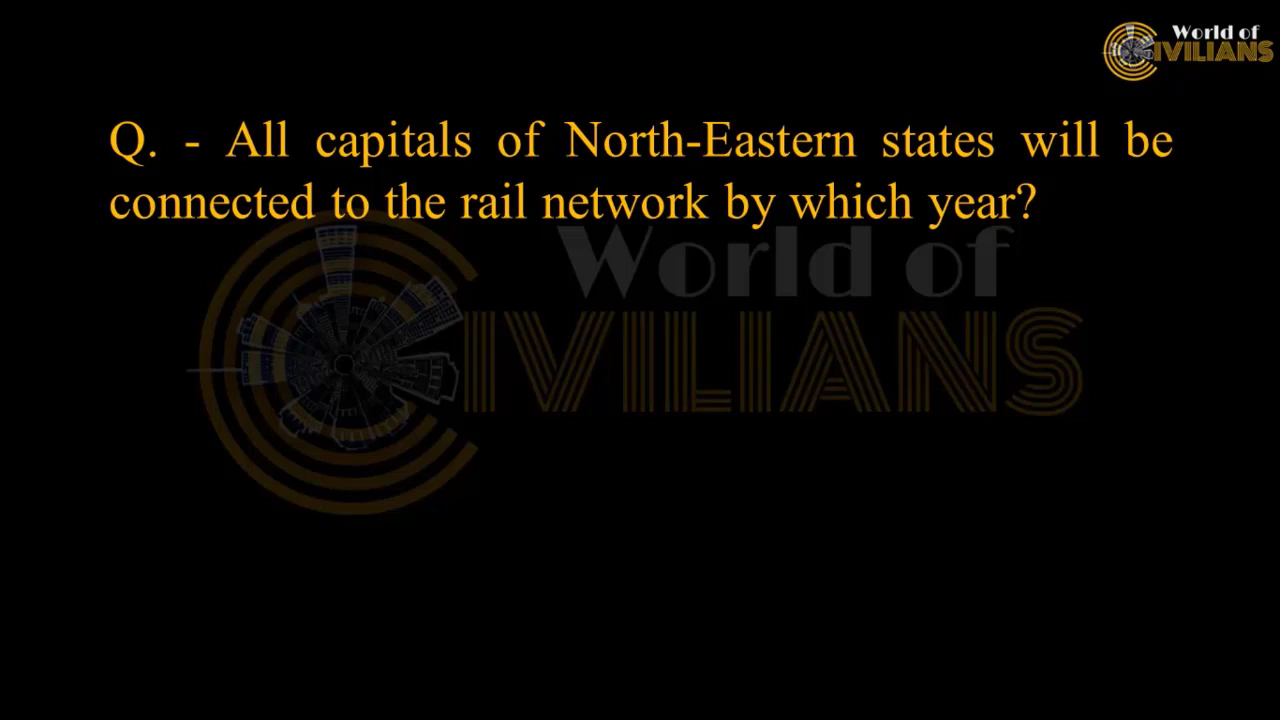 World of
CIVILIANS
Q. - All capitals of North-Eastern states will be
connected to the rail network by which year?
World of
CIVILIANS